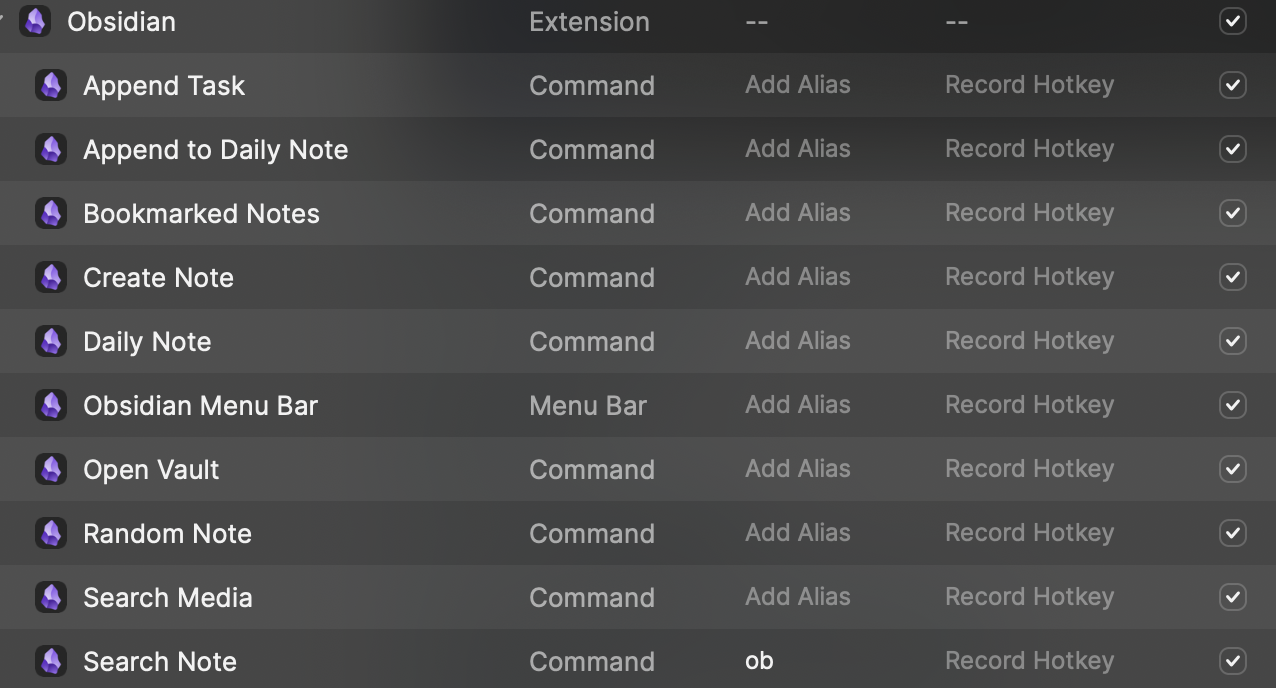 Obsidian Extension -- --
Append Task Command Add Alias Record Hotkey
Append to Daily Note Command Add Alias Record Hotkey
Bookmarked Notes Command Add Alias Record Hotkey
Create Note Command Add Alias Record Hotkey
Daily Note Command Add Alias Record Hotkey
Obsidian Menu Bar Menu Bar Add Alias Record Hotkey
Open Vault Command Add Alias Record Hotkey
Random Note Command Add Alias Record Hotkey
Search Media Command Add Alias Record Hotkey
Search Note Command ob Record Hotkey